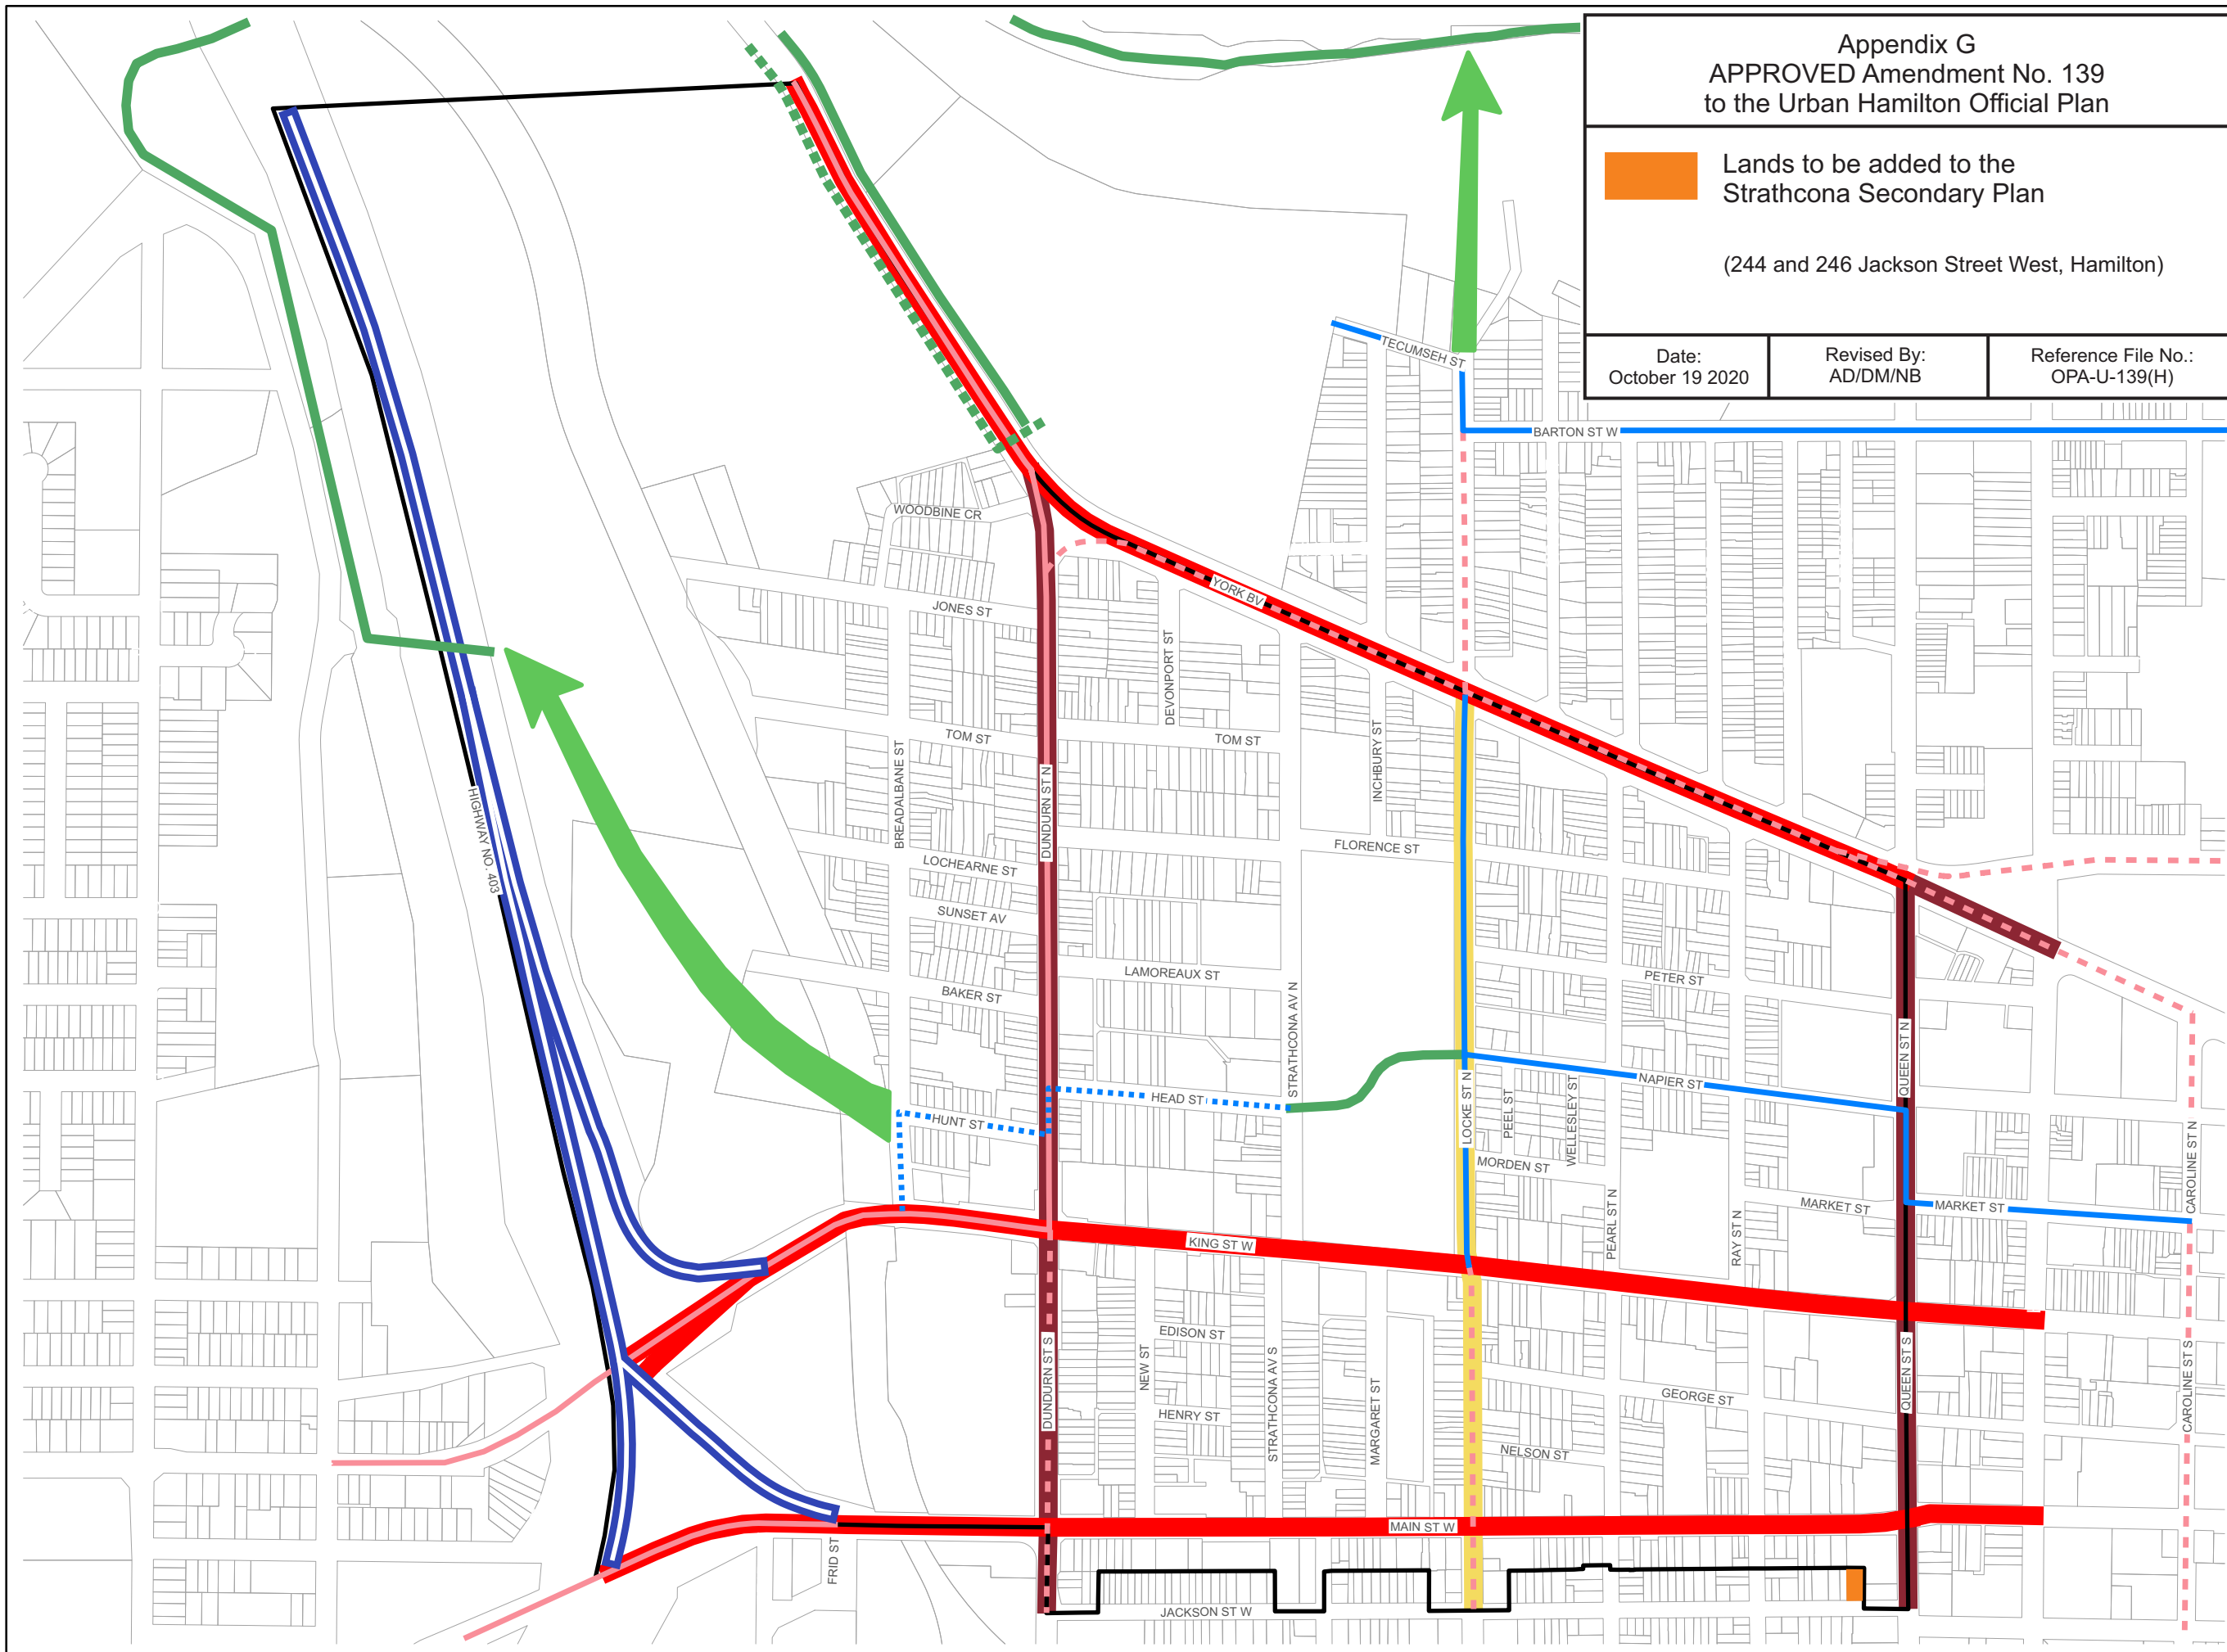 Appendix G
APPROVED Amendment No. 139
to the Urban Hamilton Official Plan
Lands to be added to the
Strathcona Secondary Plan
(244 and 246 Jackson Street West, Hamilton)
Date:
October 19 2020
Revised By:
AD/DM/NB
Reference File No.:
OPA-U-139(H)
TECUMSEH ST
BARTON ST W
WOODBINE CR
YORK BV
JONES ST
DEVONPORT ST
TOM ST
TOM ST
INCHBURY ST
BREADALBANE ST
DUNDURN ST N
HIGHWAY NO. 403
FLORENCE ST
LOCHEARNE ST
SUNSET AV
LAMOREAUX ST
PETER ST
BAKER ST
STRATHCONA AV N
QUEEN ST N
NAPIER ST
HEAD ST
HUNT ST
LOCKE ST N
PEEL ST
WELLESLEY ST
MORDEN ST
CAROLINE ST N
MARKET ST
MARKET ST
PEARL ST N
RAY ST N
KING ST W
EDISON ST
NEW ST
DUNDURN ST S
STRATHCONA AV S
MARGARET ST
QUEEN ST S
CAROLINE ST S
GEORGE ST
HENRY ST
NELSON ST
MAIN ST W
FRID ST
JACKSON ST W